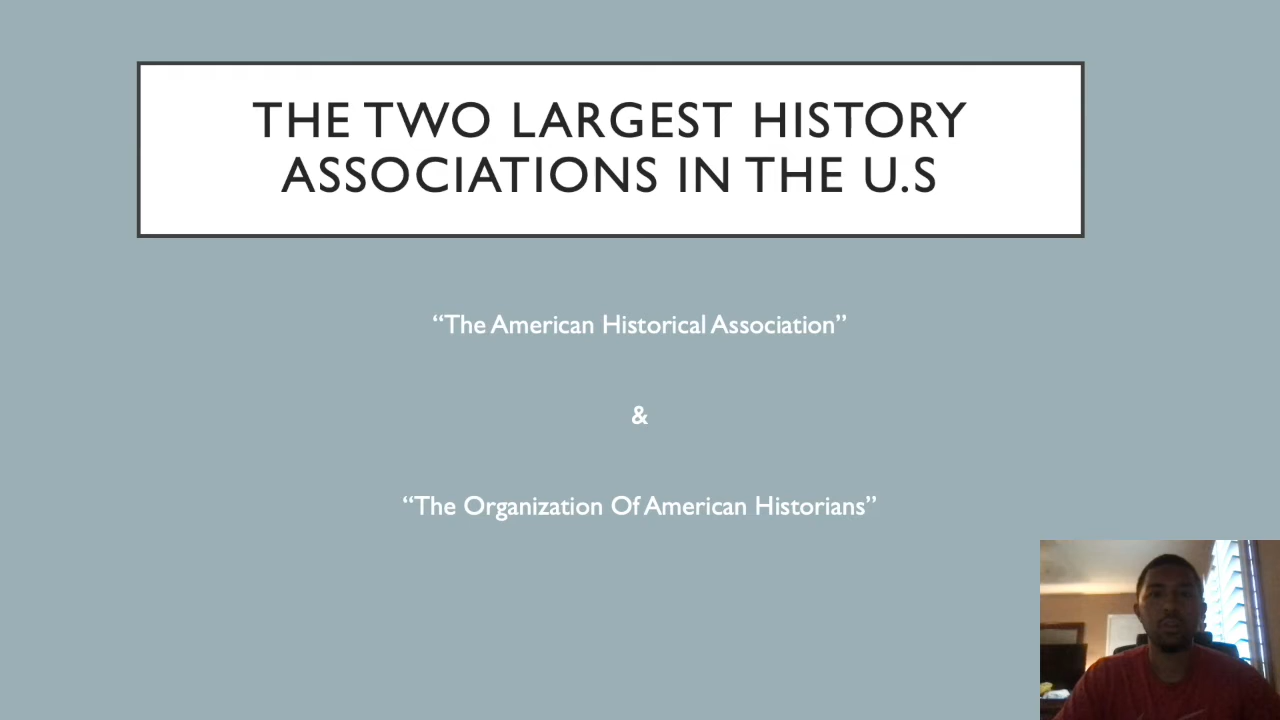 THE TWO LARGEST HISTORY
ASSOCIATIONS IN THE U.S
“The American Historical Association”
&
“The Organization Of American Historians”